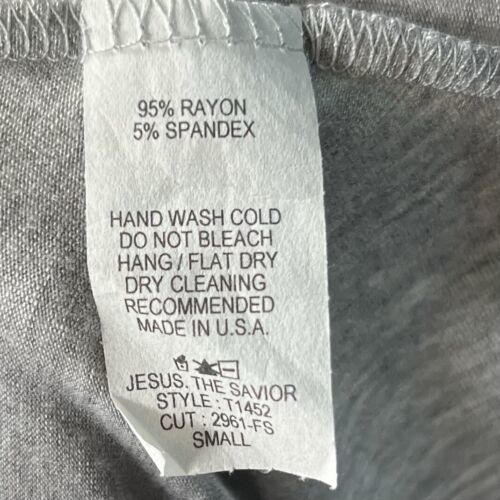 95% RAYON
5% SPANDEX
HAND WASH COLD
DO NOT BLEACH
HANG / FLAT DRY
DRY CLEANING
RECOMMENDED
MADE IN U.S.A.
JESUS. THE SAVIOR
STYLE : T1452
CUT : 2961-FS
SMALL